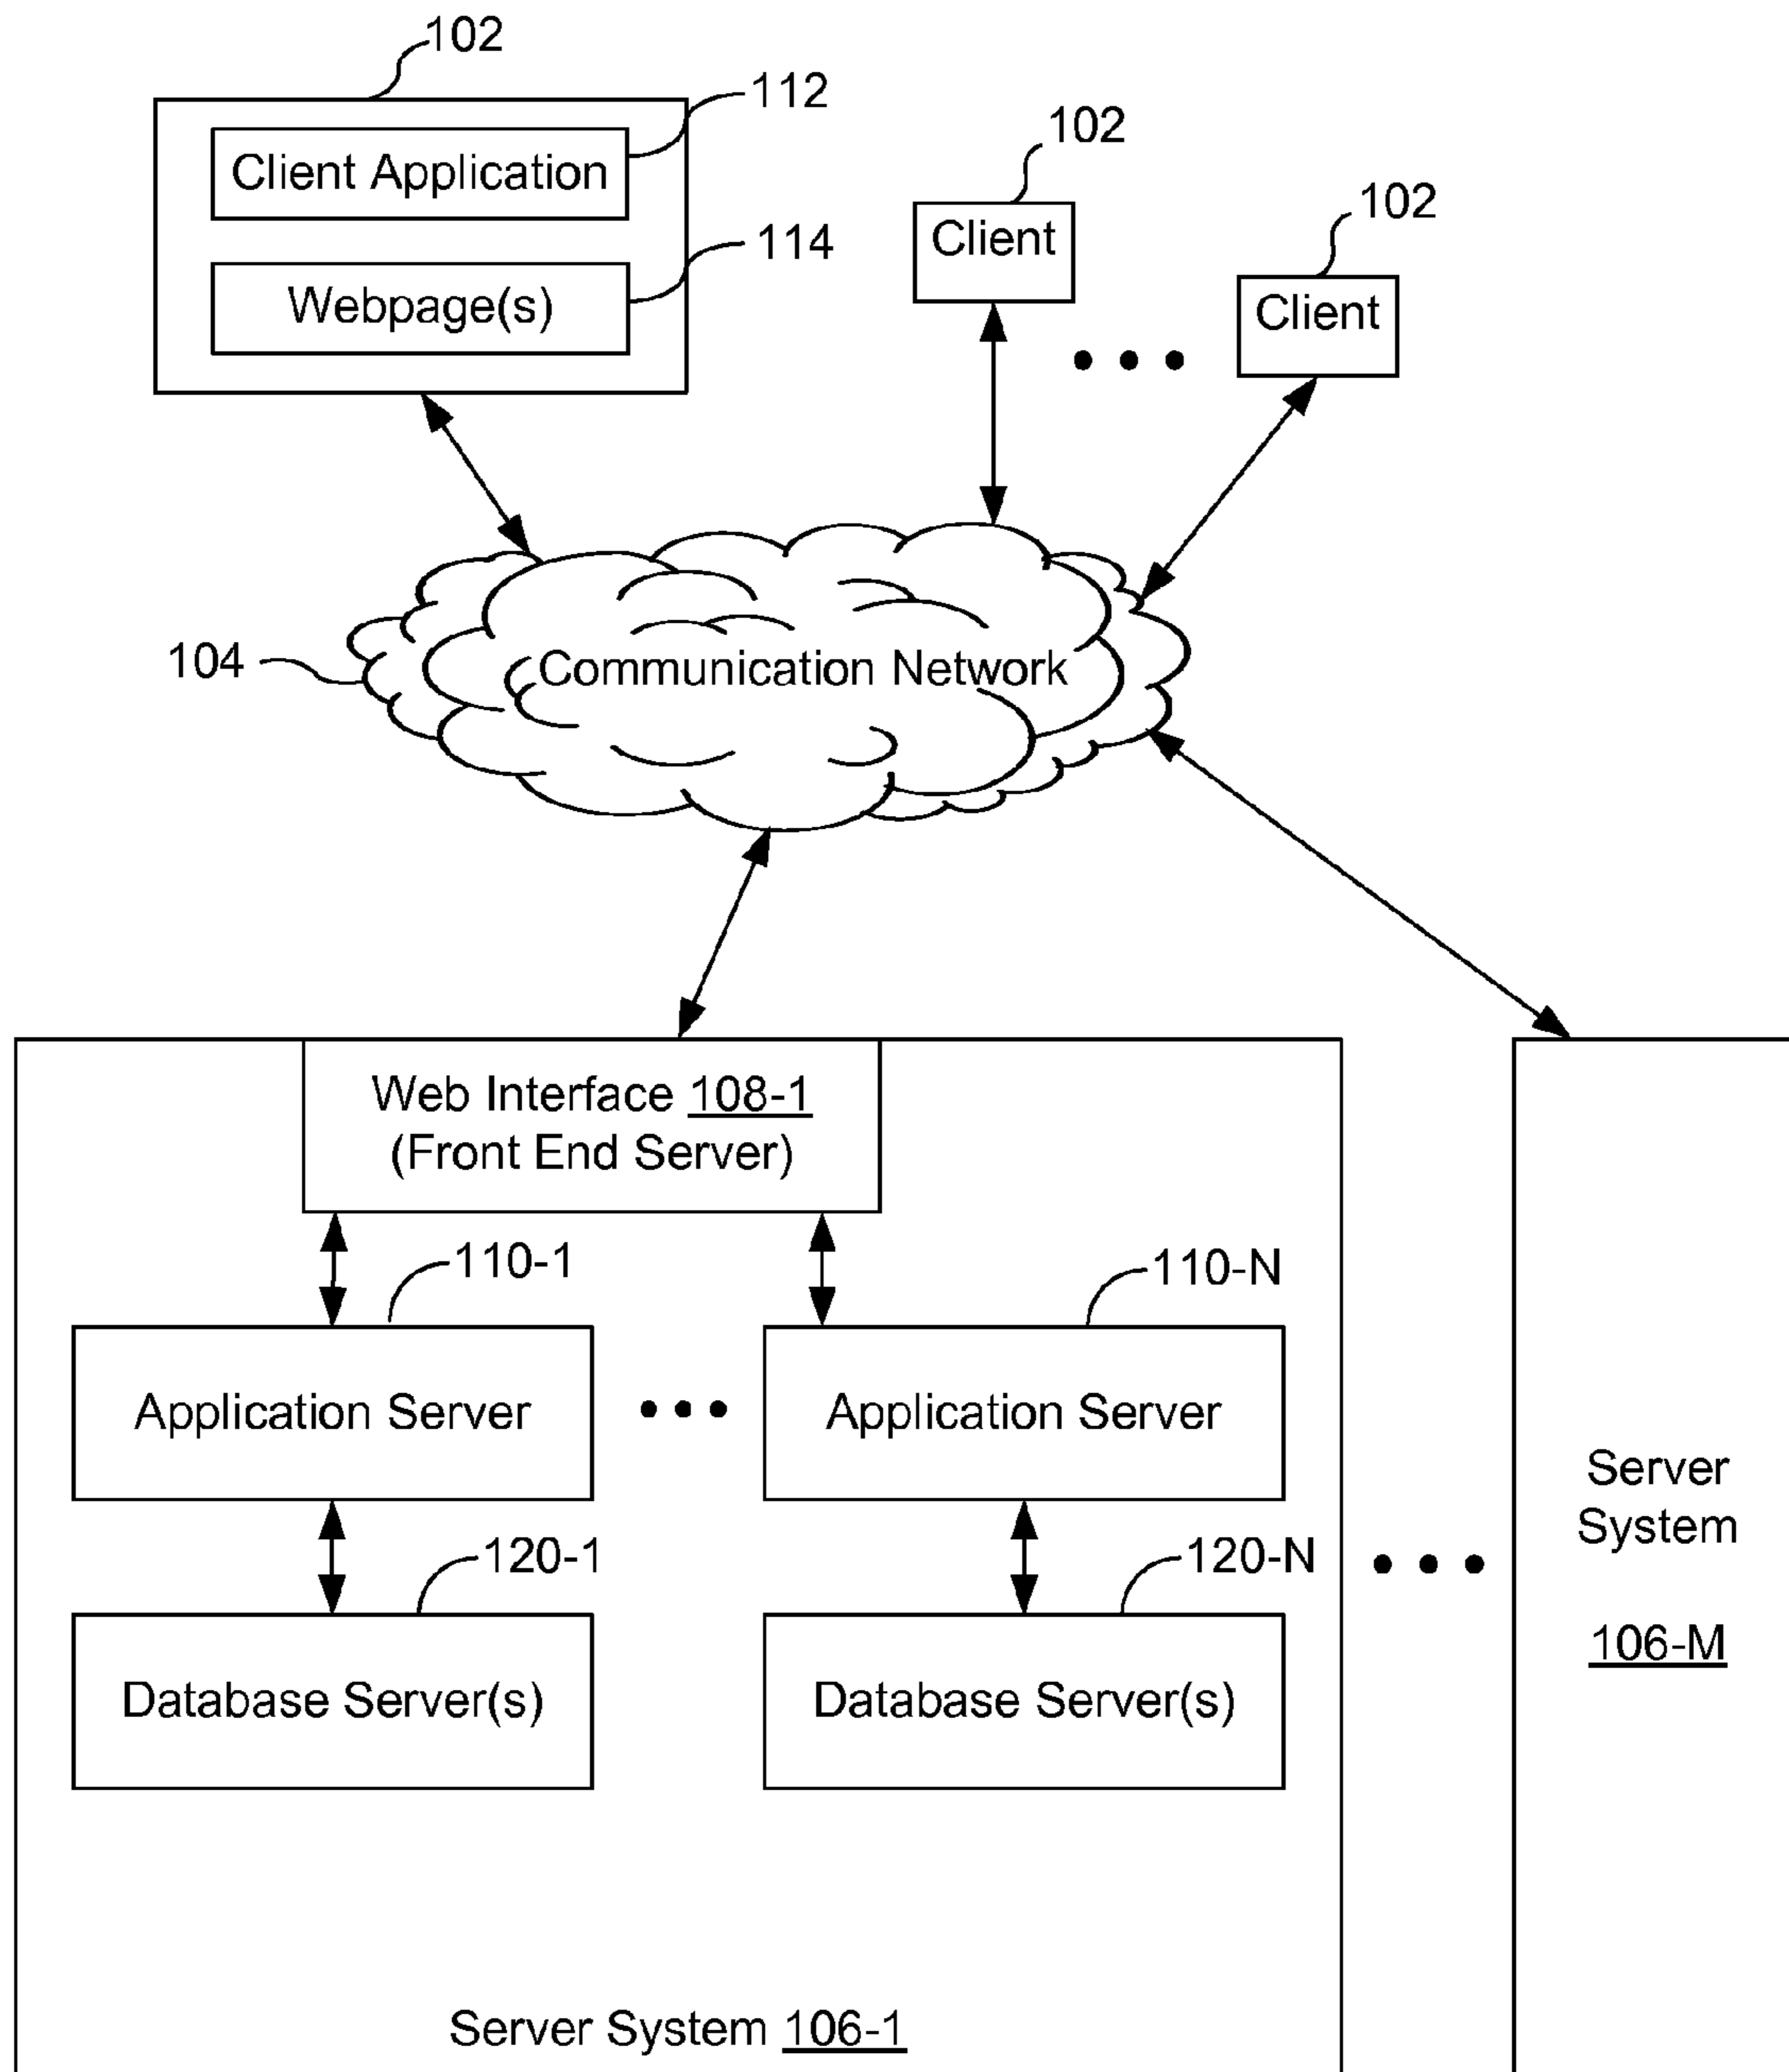 102
112
Client Application
102
114
102
Client
Webpage(s)
Client
104
Communication Network
Web Interface 108-1
(Front End Server)
110-1
110-N
Application Server
Application Server
Server
System
120-1
120-N
106-M
Database Server(s)
Database Server(s)
Server System 106-1